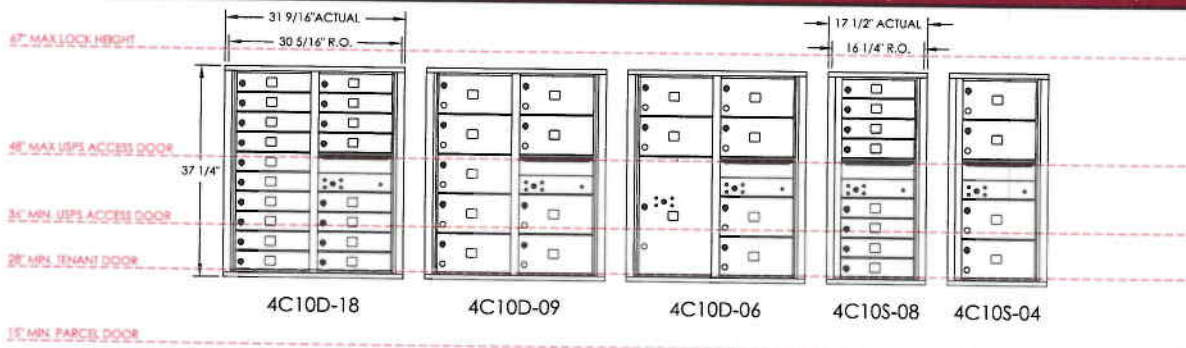 31 9/16" ACTUAL
17 1/2" ACTUAL
67" MAX LOCK HEIGHT
30 5/16" R.O.
16 1/4" R.O.
48" MAX USPS ACCESS DOOR
37 1/4"
36" MIN. USPS ACCESS DOOR
28" MIN. TENANT DOOR
4C10D-18
4C10D-09
4C10D-06
4C10S-08
4C10S-04
15" MIN. PARCEL DOOR